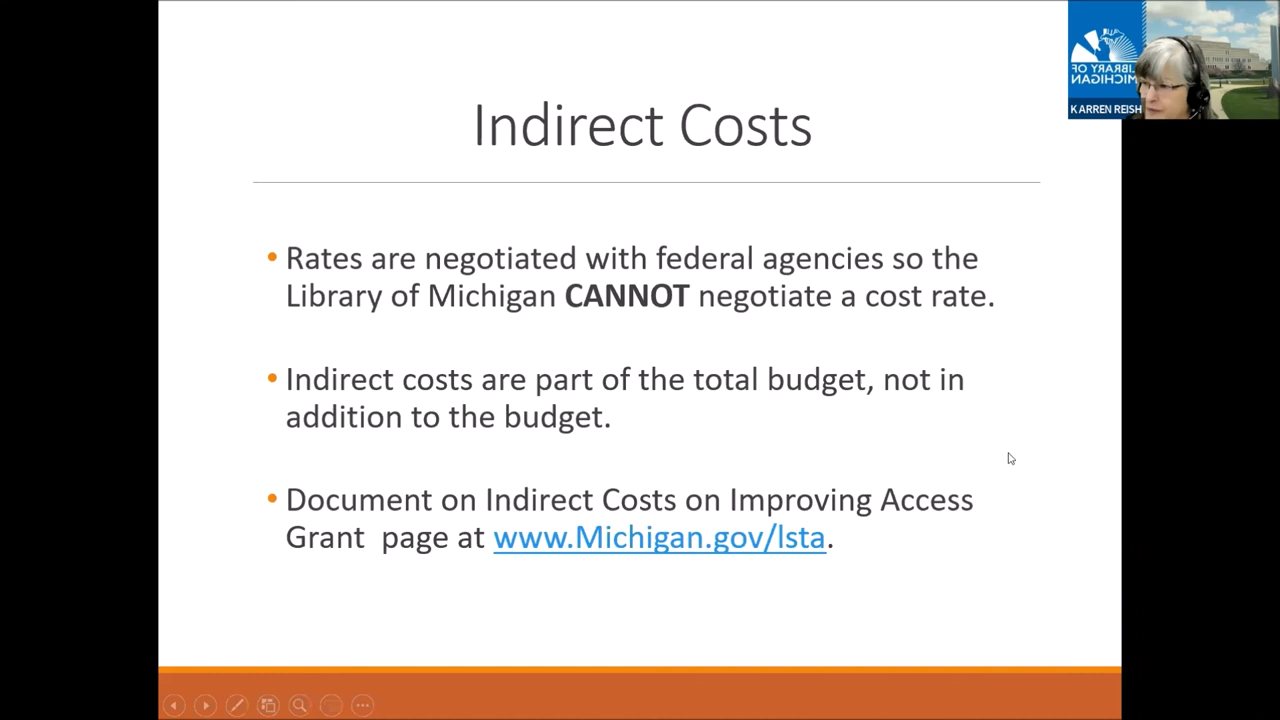 Indirect Costs
• Rates are negotiated with federal agencies so the
Library of Michigan CANNOT negotiate a cost rate.
• Indirect costs are part of the total budget, not in
addition to the budget.
• Document on Indirect Costs on Improving Access
Grant  page at www.Michigan.gov/lsta.
LIBRARY OF
MICHIGAN
KARREN REISH